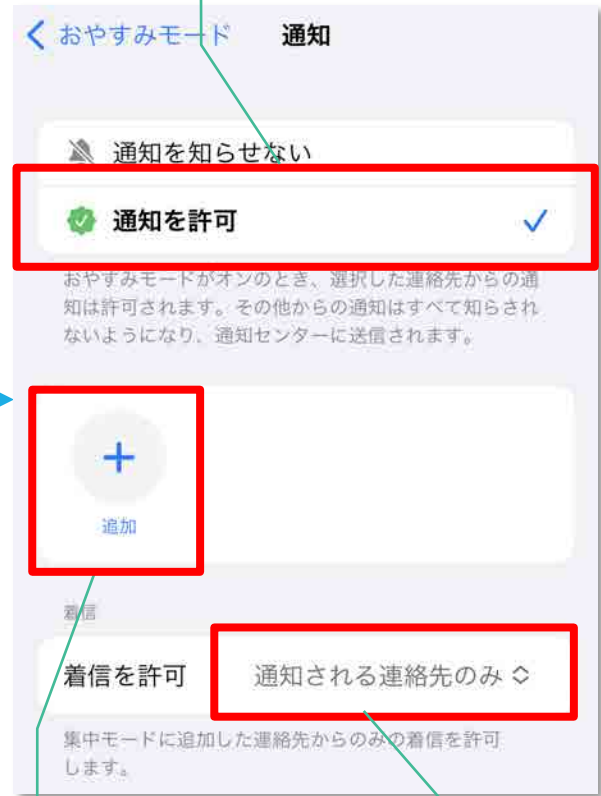 おやすみモード 通知
通知を知らせない
通知を許可
おやすみモードがオンのとき、選択した連絡先からの通
知は許可されます。その他からの通知はすべて知らされ
ないようになり、通知センターに送信されます。
追加
着信
着信を許可 通知される連絡先のみ
集中モードに追加した連絡先からのみの着信を許可
します。